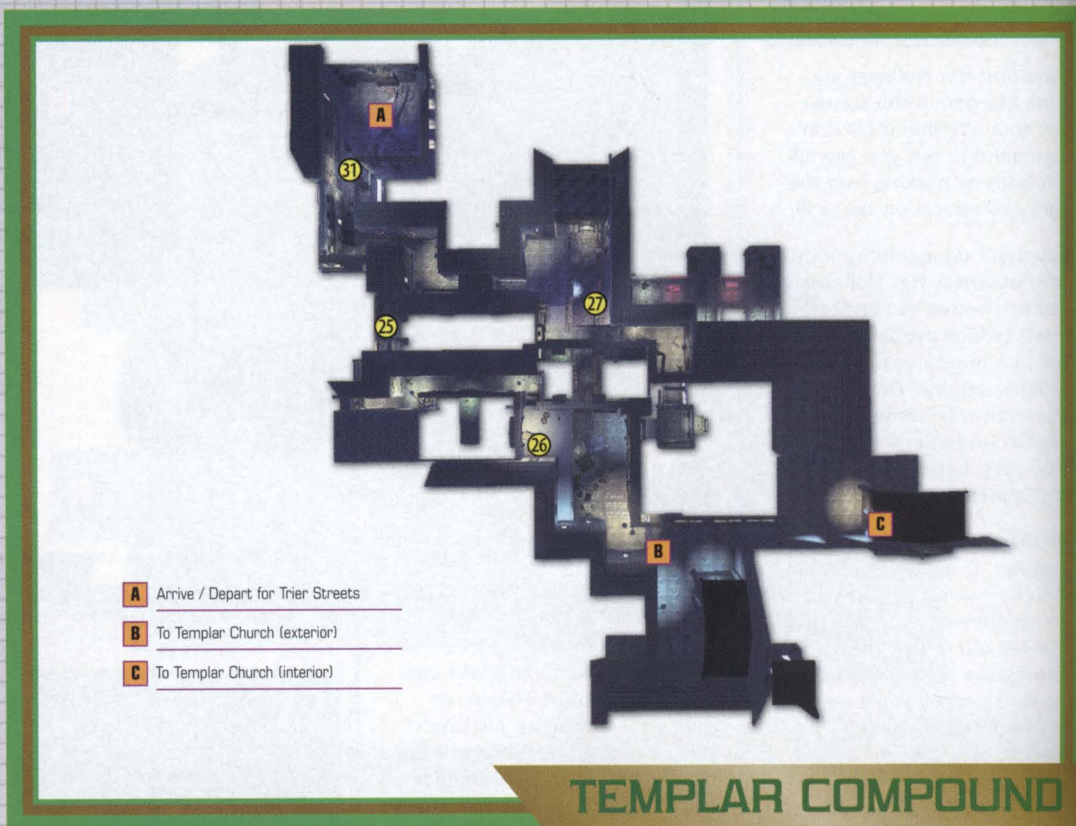 A
31
27
25
26
C
B
A Arrive / Depart for Trier Streets
B To Templar Church (exterior)
C To Templar Church (interior)
TEMPLAR COMPOUND